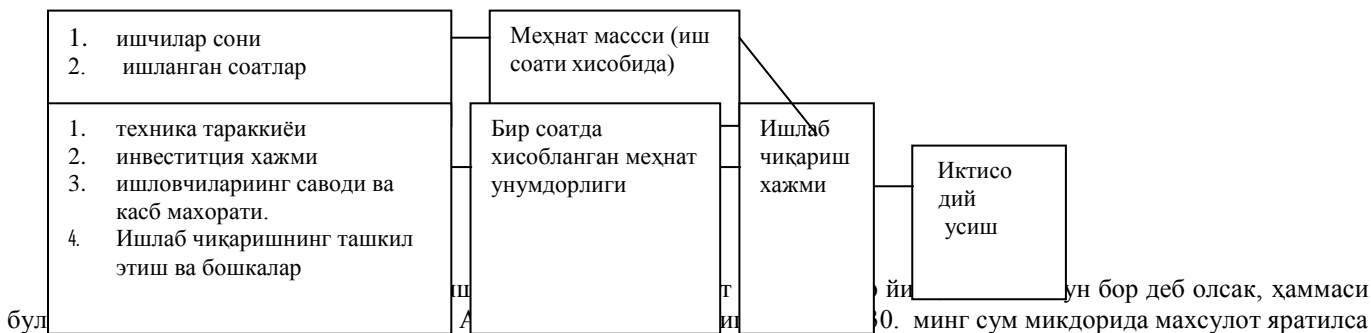 1. ишчилар сони
2. ишланган соатлар
Меҳнат массси (иш
соати хисобида)
1. техника тараккиёи
2. инвеститция хажми
3. ишловчилариинг саводи ва
касб махорати.
4. Ишлаб чиқаришнинг ташкил
этиш ва бошкалар
Бир соатда
хисобланган меҳнат
унумдорлиги
Ишлаб
чиқариш
хажми
Иктисо
дий
усиш
бор деб олсак, ҳаммаси
минг сум микдорида махсулот яратилса